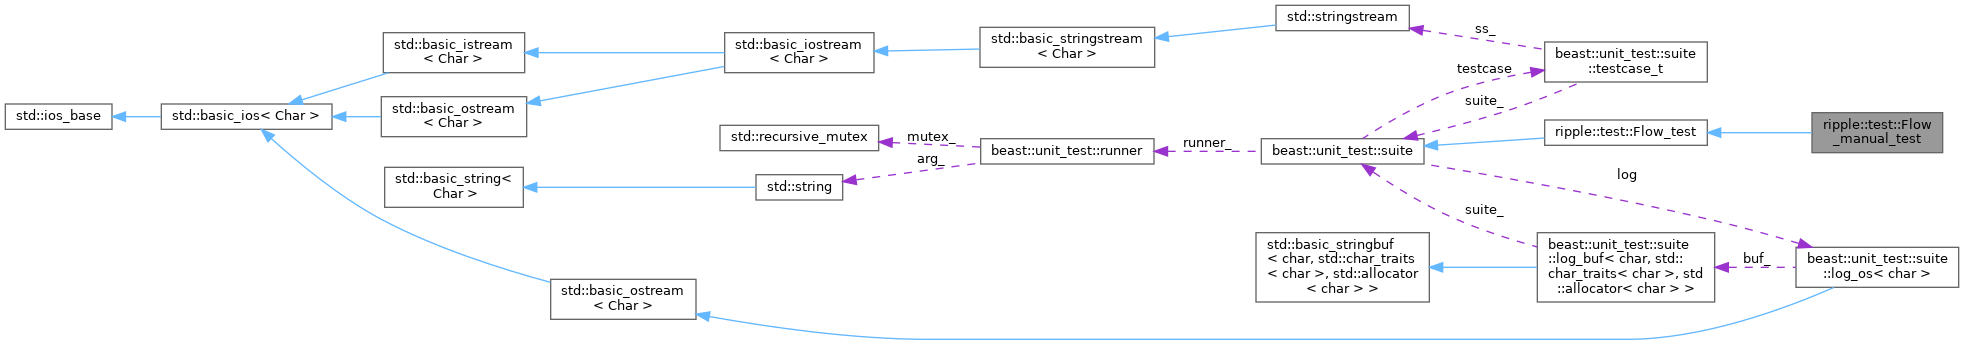 std::stringstream
ss_
std::basic_istream
< Char >
std::basic_iostream
< Char >
std::basic_stringstream
< Char >
beast::unit_test::suite
::testcase_t
testcase
suite_
std::ios_base
std::basic_ios< Char >
std::basic_ostream
< Char >
std::recursive_mutex
mutex_
arg_
beast::unit_test::runner
runner_
beast::unit_test::suite
ripple::test::Flow_test
ripple::test::Flow
_manual_test
std::basic_string<
Char >
std::string
log
suite_
std::basic_stringbuf
< char, std::char_traits
< char >, std::allocator
< char > >
beast::unit_test::suite
::log_buf< char, std::
char_traits< char >, std
::allocator< char > >
buf_
beast::unit_test::suite
::log_os< char >
std::basic_ostream
< Char >